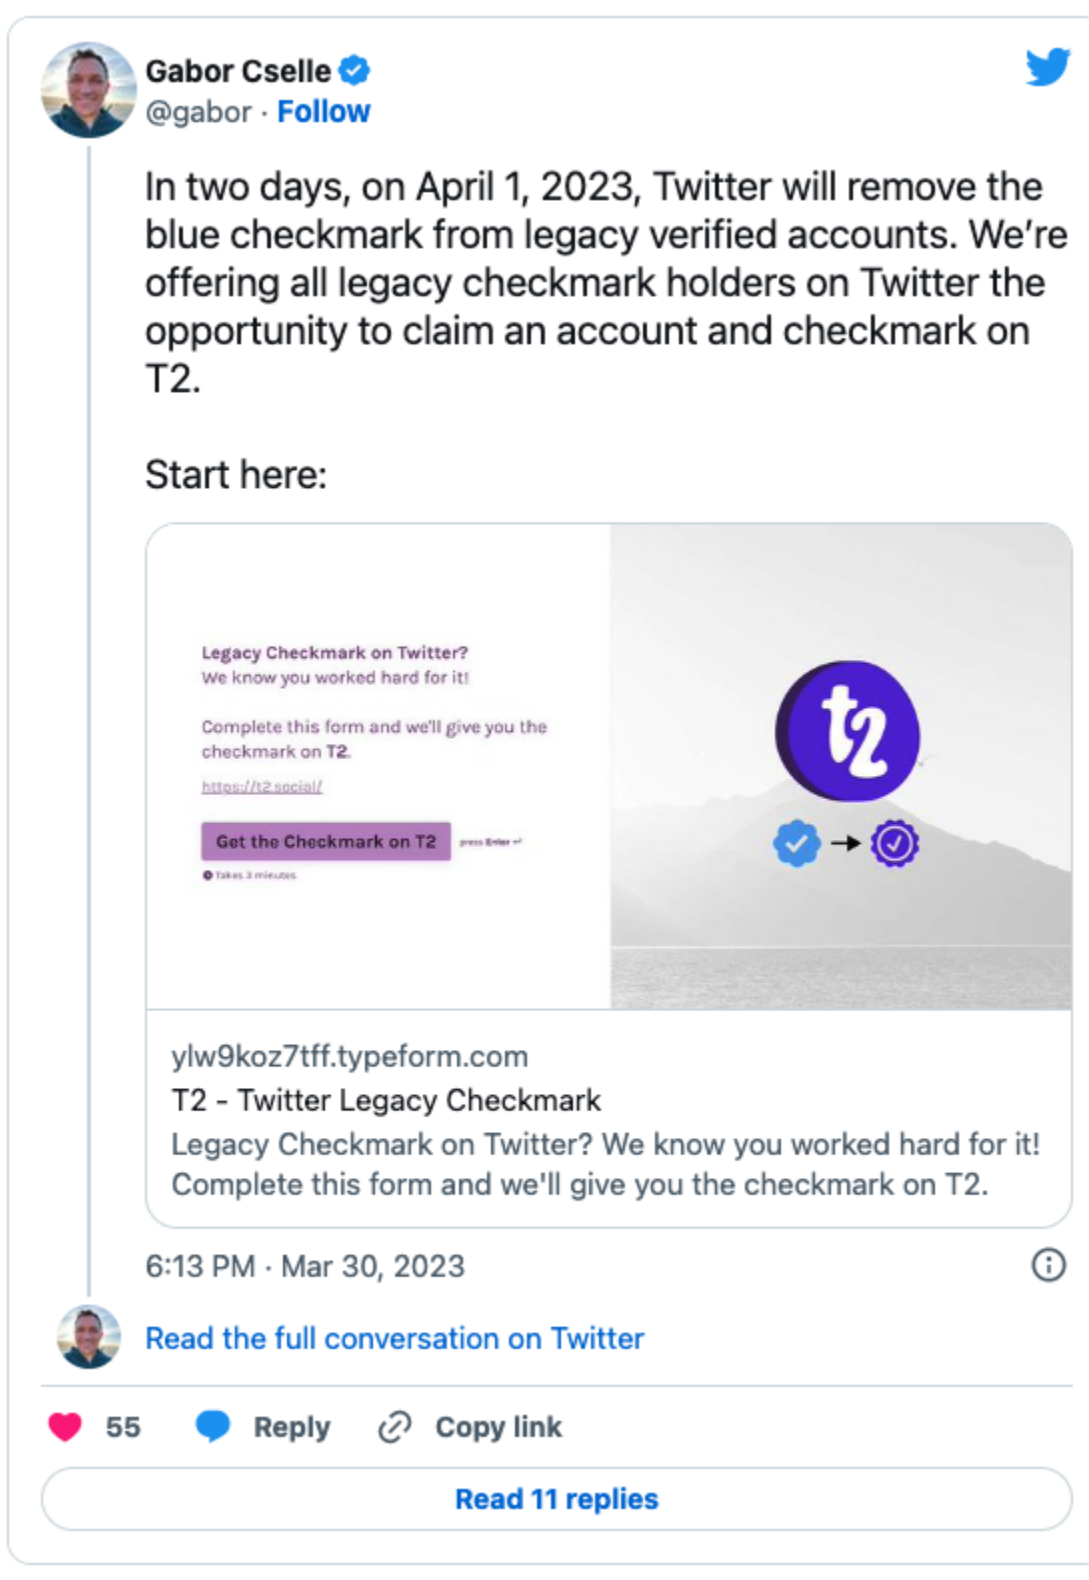 Gabor Cselle
@gabor · Follow
In two days, on April 1, 2023, Twitter will remove the
blue checkmark from legacy verified accounts. We’re
offering all legacy checkmark holders on Twitter the
opportunity to claim an account and checkmark on
T2.
Start here:
Legacy Checkmark on Twitter?
We know you worked hard for it!
Complete this form and we'll give you the
checkmark on T2.
https://t2.social/
Get the Checkmark on T2 press Enter ↵
Takes 3 minutes
t2
ylw9koz7tff.typeform.com
T2 - Twitter Legacy Checkmark
Legacy Checkmark on Twitter? We know you worked hard for it!
Complete this form and we'll give you the checkmark on T2.
6:13 PM · Mar 30, 2023
Read the full conversation on Twitter
55 Reply Copy link
Read 11 replies